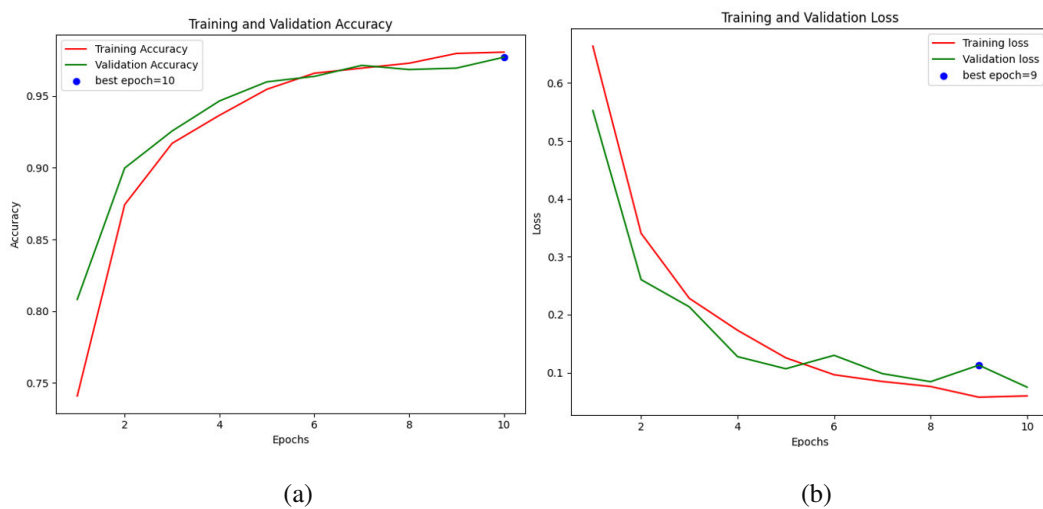 Training and Validation Accuracy
Training Accuracy
Validation Accuracy
best epoch=10
0.95
0.90
0.85
0.80
0.75
Accuracy
2
4
6
8
10
Epochs
(a)
Training and Validation Loss
Training loss
Validation loss
best epoch=9
0.6
0.5
0.4
0.3
0.2
0.1
Loss
2
4
6
8
10
Epochs
(b)